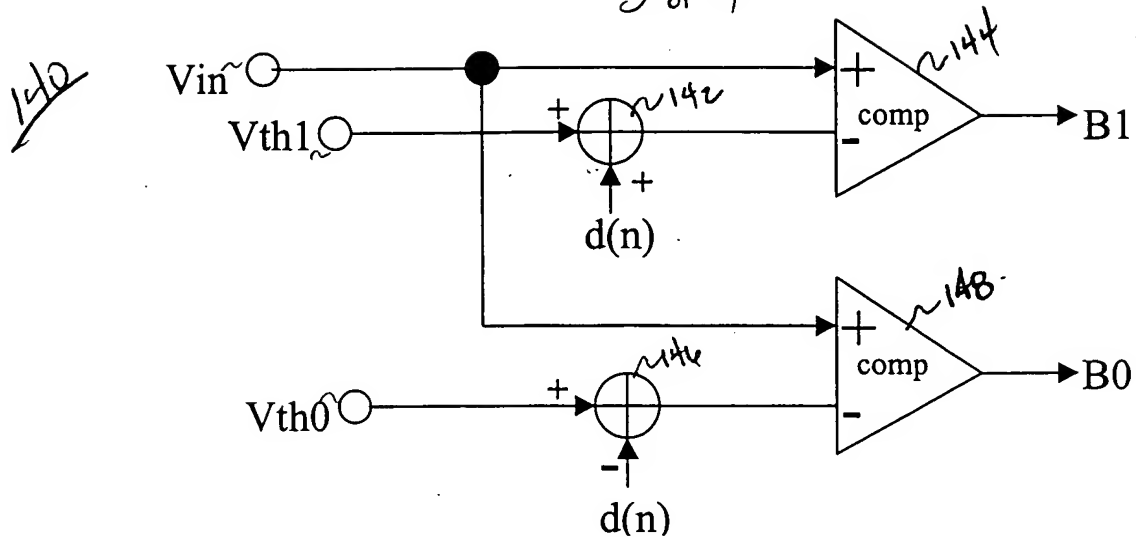 140
Vin~
+
comp
-
~144
B1
Vth1~
+
~142
+
d(n)
+
comp
-
~148
B0
Vth0~
+
~146
-
d(n)